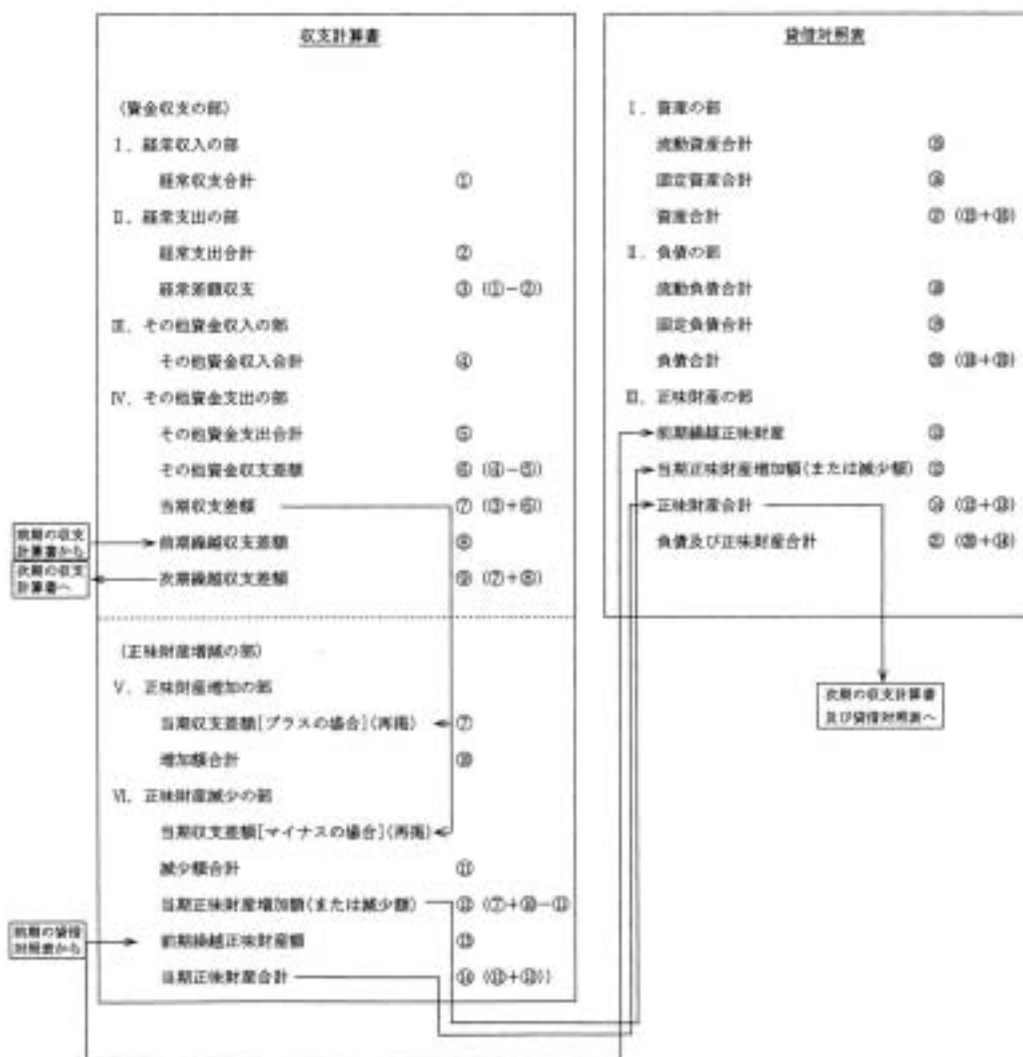 収支計算書
（資金収支の部）
Ⅰ．経常収入の部
経常収支合計 ①
Ⅱ．経常支出の部
経常支出合計 ②
経常差額収支 ③ (①−②)
Ⅲ．その他資金収入の部
その他資金収入合計 ④
Ⅳ．その他資金支出の部
その他資金支出合計 ⑤
その他資金収支差額 ⑥ (④−⑤)
当期収支差額 ⑦ (③+⑥)
前期の収支
計算書から
前期繰越収支差額 ⑧
次期の収支
計算書へ
次期繰越収支差額 ⑨ (⑦+⑧)
（正味財産増減の部）
Ⅴ．正味財産増加の部
当期収支差額[プラスの場合](再掲) ⑦
増加額合計 ⑩
Ⅵ．正味財産減少の部
当期収支差額[マイナスの場合](再掲)
減少額合計 ⑪
当期正味財産増加額(または減少額) ⑫ (⑦+⑩−⑪
前期の貸借
対照表から
前期繰越正味財産額 ⑬
当期正味財産合計 ⑭ (⑫+⑬))
貸借対照表
Ⅰ．資産の部
流動資産合計 ⑮
固定資産合計 ⑯
資産合計 ⑰ (⑮+⑯)
Ⅱ．負債の部
流動負債合計 ⑱
固定負債合計 ⑲
負債合計 ⑳ (⑱+⑲)
Ⅲ．正味財産の部
前期繰越正味財産 ⑬
当期正味財産増加額(または減少額) ⑫
正味財産合計 ⑭ (⑫+⑬)
負債及び正味財産合計 ㉑ (⑳+⑭)
次期の収支計算書
及び貸借対照表へ